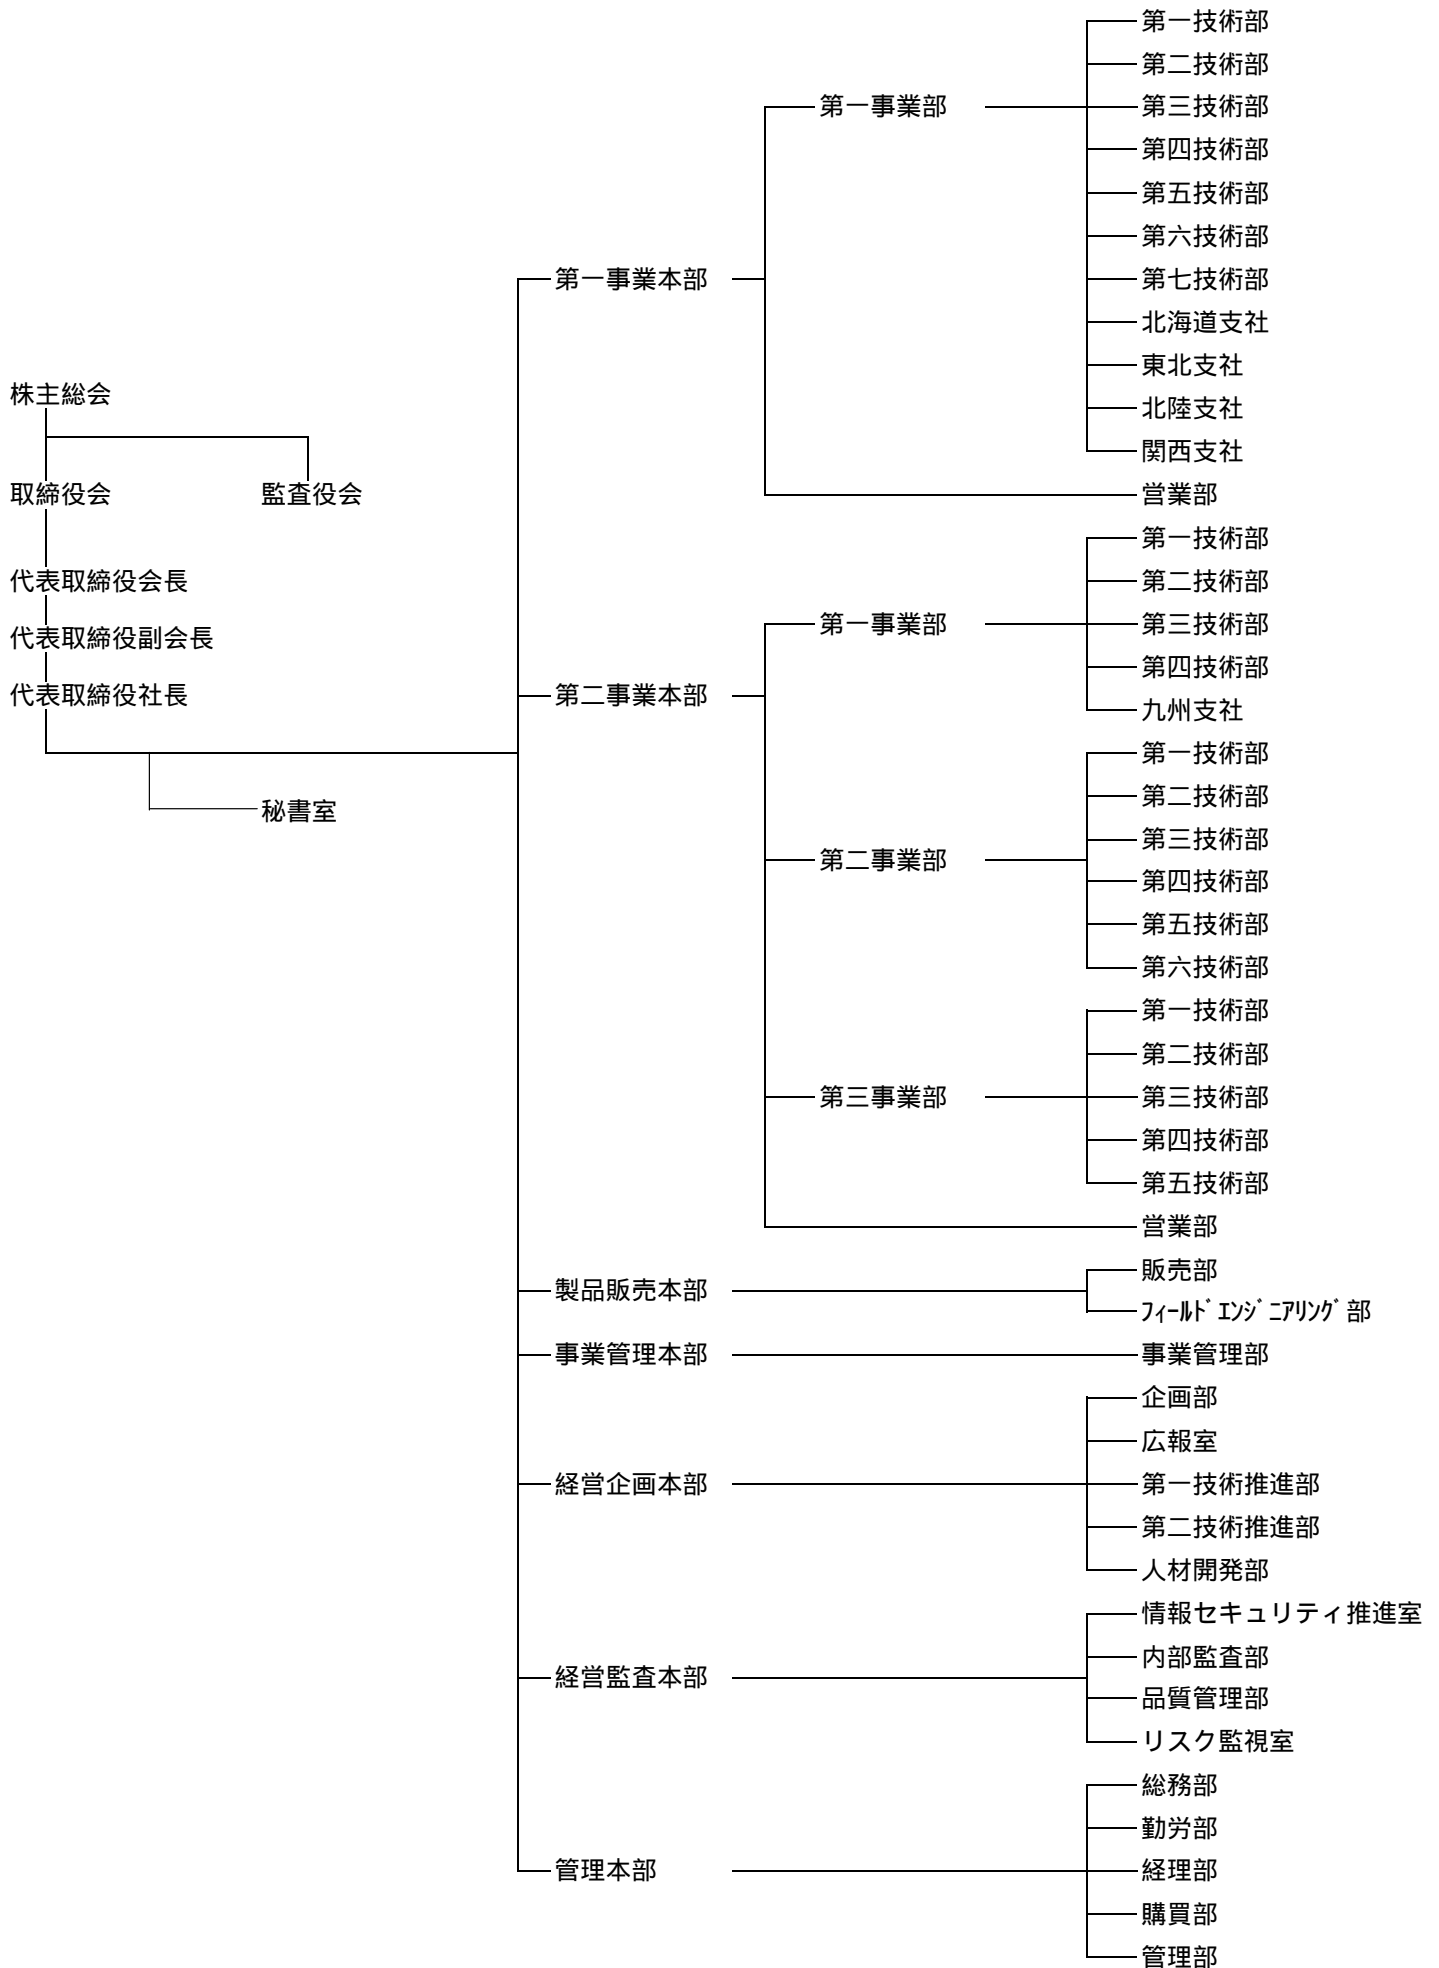 株主総会
取締役会
監査役会
代表取締役会長
代表取締役副会長
代表取締役社長
秘書室
第一事業本部
第一事業部
第一技術部
第二技術部
第三技術部
第四技術部
第五技術部
第六技術部
第七技術部
北海道支社
東北支社
北陸支社
関西支社
営業部
第二事業本部
第一事業部
第一技術部
第二技術部
第三技術部
第四技術部
九州支社
第二事業部
第一技術部
第二技術部
第三技術部
第四技術部
第五技術部
第六技術部
第三事業部
第一技術部
第二技術部
第三技術部
第四技術部
第五技術部
営業部
製品販売本部
販売部
ﾌｨｰﾙﾄﾞｴﾝｼﾞﾆｱﾘﾝｸﾞ部
事業管理本部
事業管理部
経営企画本部
企画部
広報室
第一技術推進部
第二技術推進部
人材開発部
経営監査本部
情報セキュリティ推進室
内部監査部
品質管理部
リスク監視室
管理本部
総務部
勤労部
経理部
購買部
管理部